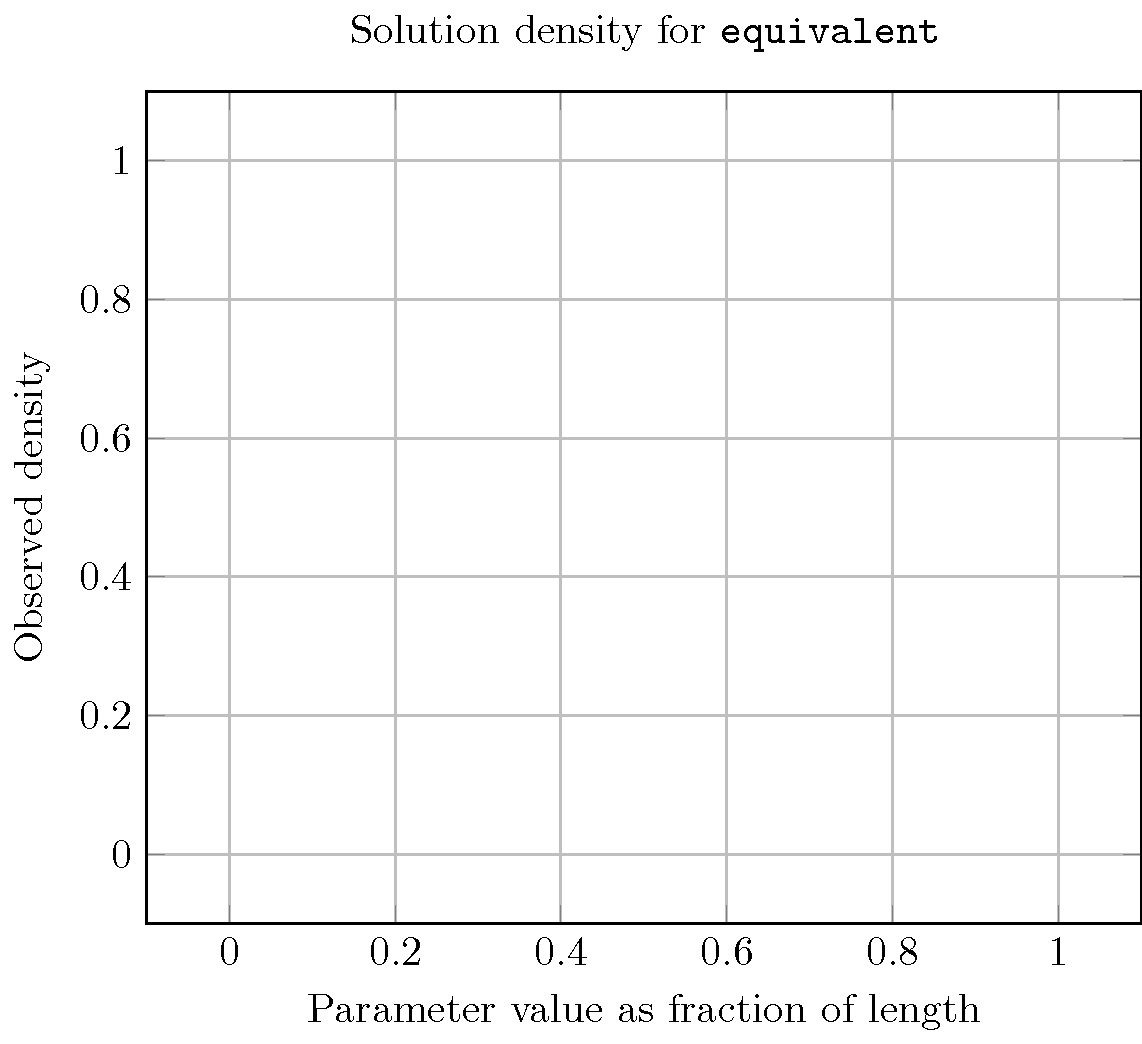 Solution density for equivalent
1
0.8
0.6
0.4
0.2
0
Observed density
0 0.2 0.4 0.6 0.8 1
Parameter value as fraction of length